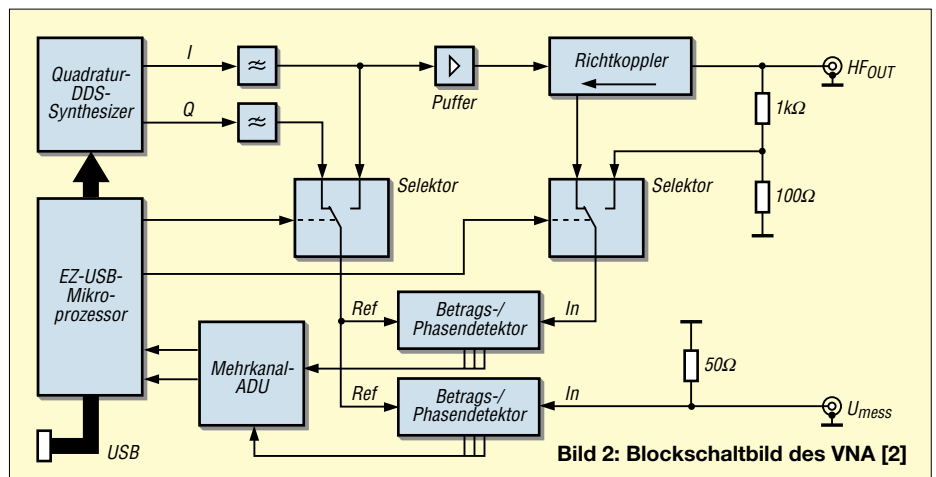 Quadratur-
DDS-
Synthesizer
I
Q
≈
≈
Puffer
Richtkoppler
HF_OUT
1kΩ
100Ω
Selektor
Selektor
EZ-USB-
Mikro-
prozessor
Ref
Betrags-/
Phasendetektor
In
Mehrkanal-
ADU
Ref
Betrags-/
Phasendetektor
In
50Ω
U_mess
USB
Bild 2: Blockschaltbild des VNA [2]